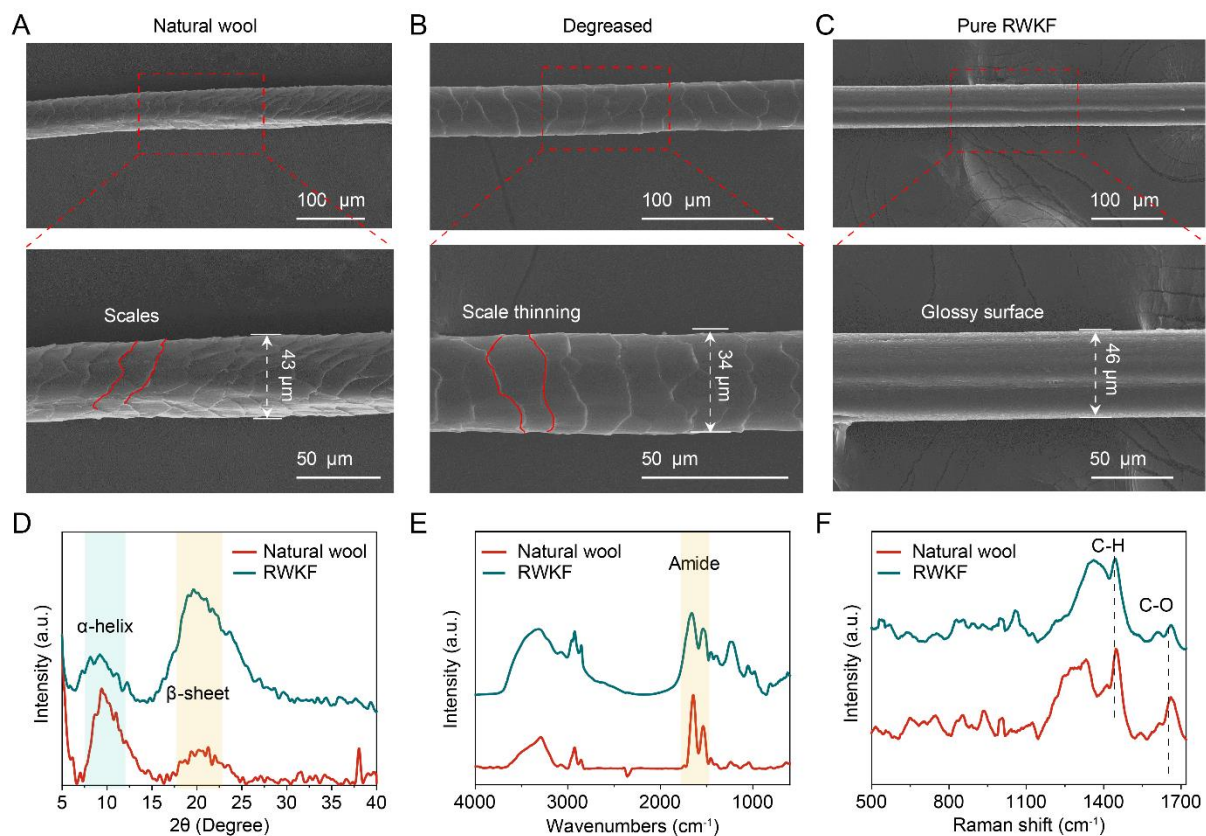 A
Natural wool
B
Degreased
C
Pure RWKF
100 μm
100 μm
100 μm
Scales
43 μm
50 μm
Scale thinning
34 μm
50 μm
Glossy surface
46 μm
50 μm
D
Natural wool
RWKF
α-helix
β-sheet
Intensity (a.u.)
5 10 15 20 25 30 35 40
2θ (Degree)
E
Natural wool
RWKF
Amide
Intensity (a.u.)
4000 3000 2000 1000
Wavenumbers (cm⁻¹)
F
Natural wool
RWKF
C-H
C-O
Intensity (a.u.)
500 800 1100 1400 1700
Raman shift (cm⁻¹)